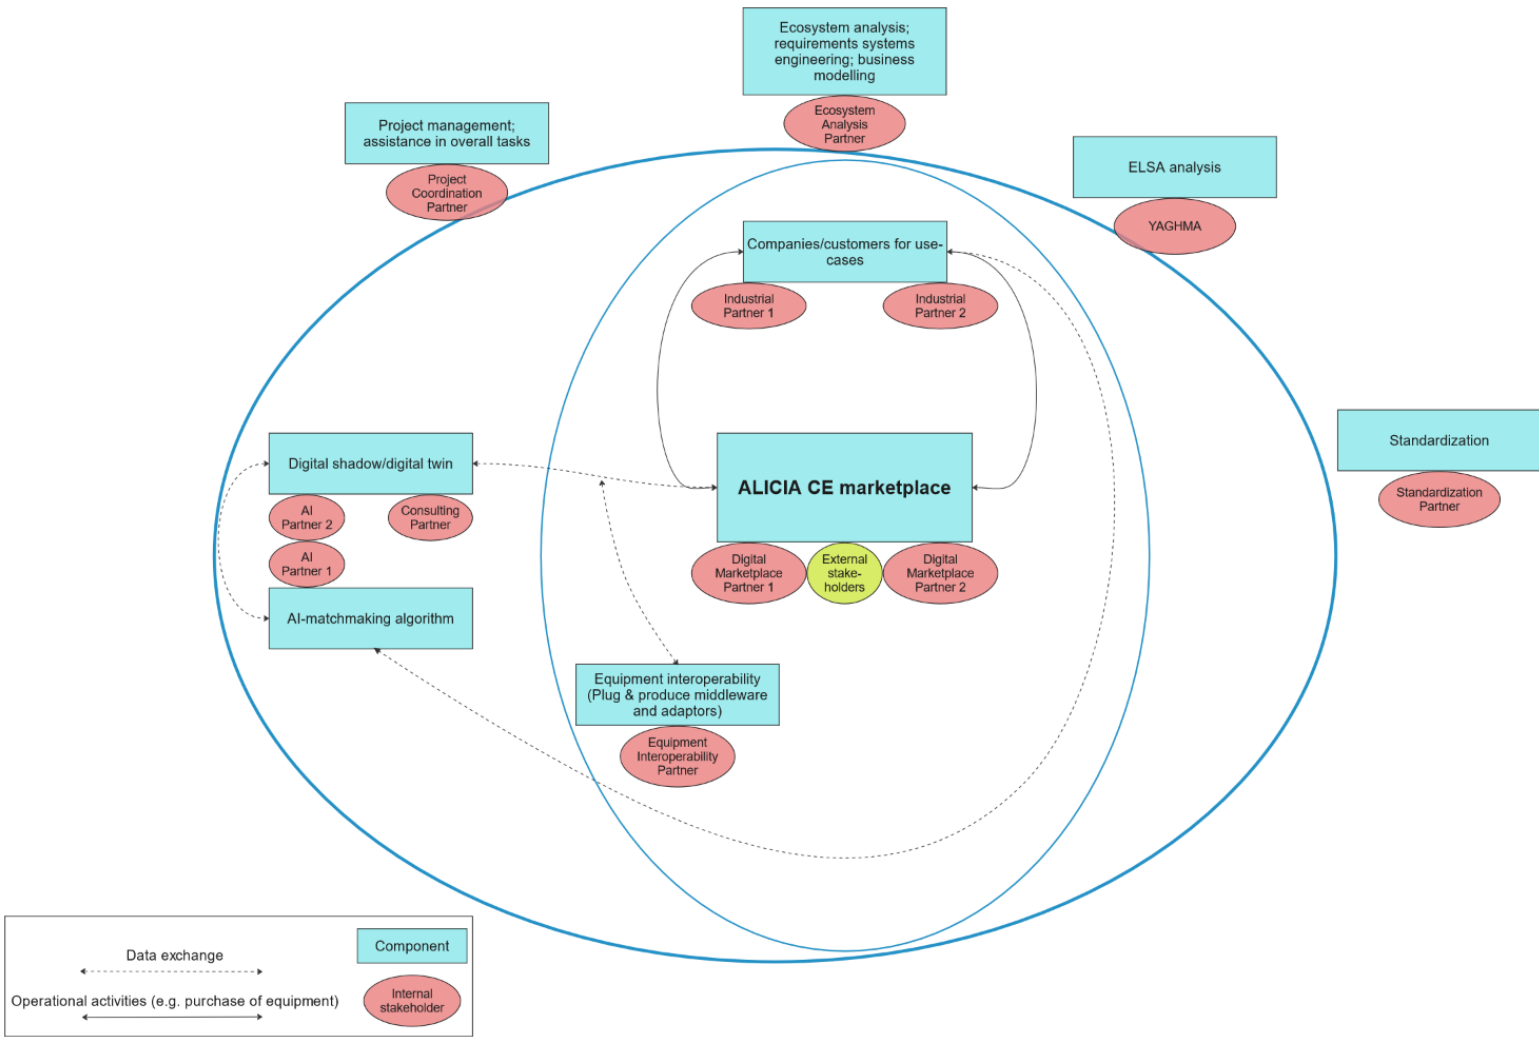 Ecosystem analysis;
requirements systems
engineering; business
modelling
Ecosystem
Analysis
Partner
Project management;
assistance in overall tasks
Project
Coordination
Partner
ELSA analysis
YAGHMA
Companies/customers for use-
cases
Industrial
Partner 1
Industrial
Partner 2
Standardization
Standardization
Partner
Digital shadow/digital twin
AI
Partner 2
Consulting
Partner
AI
Partner 1
AI-matchmaking algorithm
ALICIA CE marketplace
Digital
Marketplace
Partner 1
External
stake-
holders
Digital
Marketplace
Partner 2
Equipment interoperability
(Plug & produce middleware
and adaptors)
Equipment
Interoperability
Partner
Data exchange
Component
Operational activities (e.g. purchase of equipment)
Internal
stakeholder